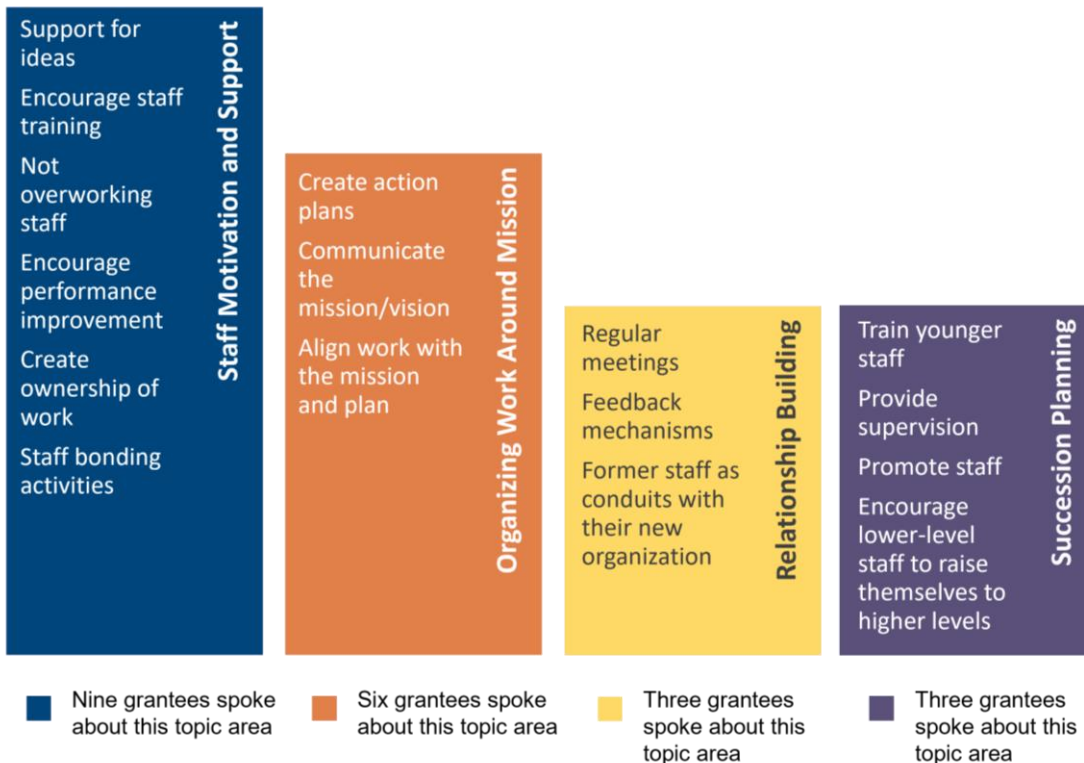 Support for
ideas
Encourage staff
training
Not
overworking
staff
Encourage
performance
improvement
Create
ownership of
work
Staff bonding
activities
Staff Motivation and Support
Create action
plans
Communicate
the
mission/vision
Align work with
the mission
and plan
Organizing Work Around Mission
Regular
meetings
Feedback
mechanisms
Former staff as
conduits with
their new
organization
Relationship Building
Train younger
staff
Provide
supervision
Promote staff
Encourage
lower-level
staff to raise
themselves to
higher levels
Succession Planning
Nine grantees spoke
about this topic area
Six grantees spoke
about this topic area
Three grantees
spoke about this
topic area
Three grantees
spoke about this
topic area